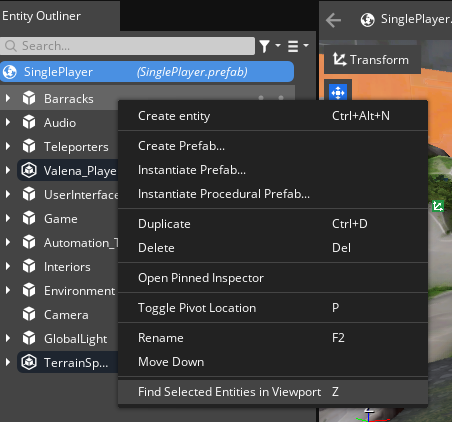 Entity Outliner
Search...
SinglePlayer (SinglePlayer.prefab)
Barracks
Audio
Teleporters
Valena_Playe
UserInterface
Game
Automation_T
Interiors
Environment
Camera
GlobalLight
TerrainSp...
Create entity Ctrl+Alt+N
Create Prefab...
Instantiate Prefab...
Instantiate Procedural Prefab...
Duplicate Ctrl+D
Delete Del
Open Pinned Inspector
Toggle Pivot Location P
Rename F2
Move Down
Find Selected Entities in Viewport Z
SinglePlayer.
Transform
Z